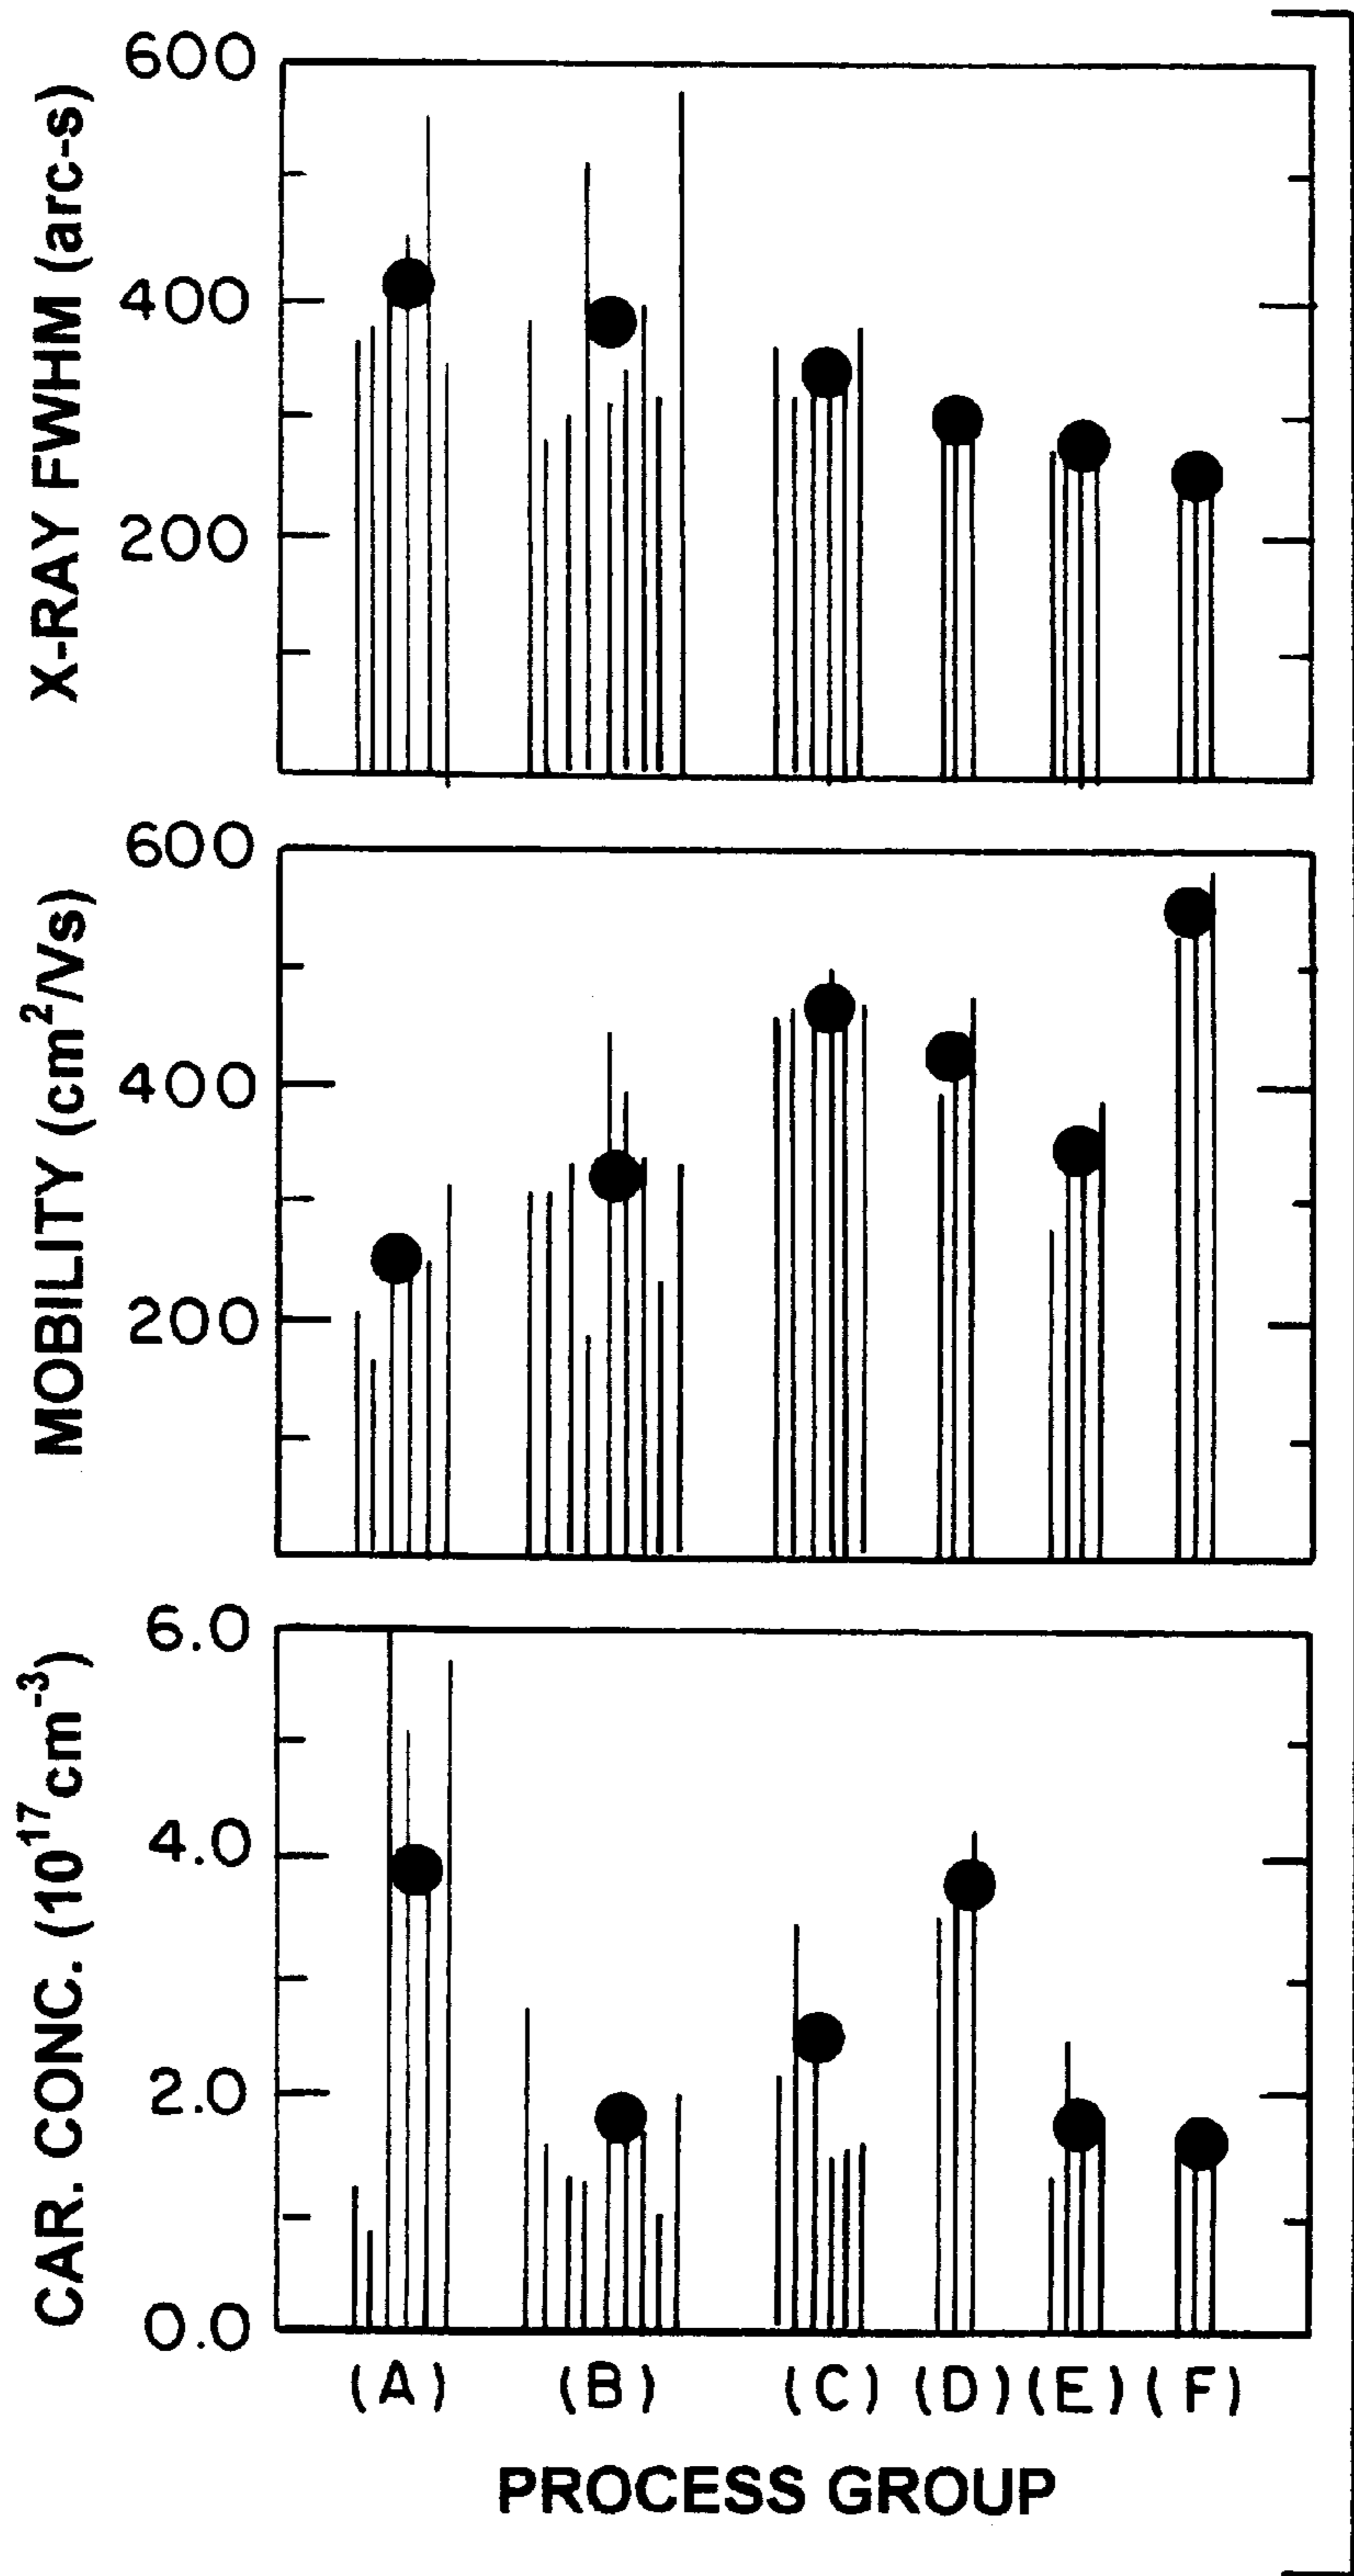 X-RAY FWHM (arc-s)
600
400
200
MOBILITY (cm²/Vs)
600
400
200
CAR. CONC. (10¹⁷cm⁻³)
6.0
4.0
2.0
0.0
(A) (B) (C) (D) (E) (F)
PROCESS GROUP